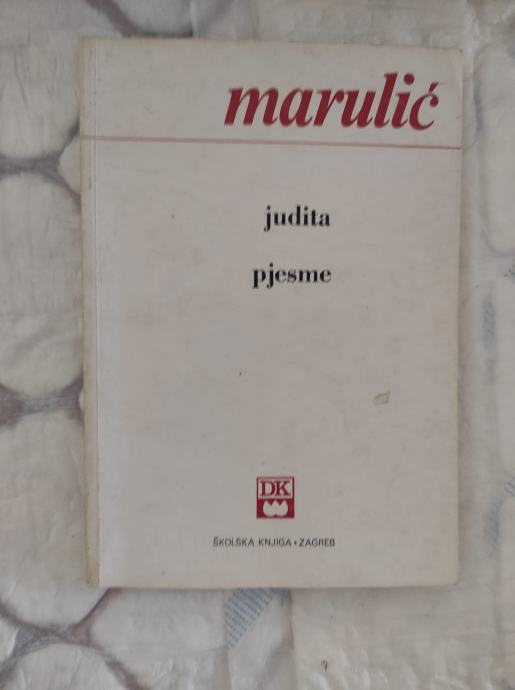 marulić
judita
pjesme
DK
ŠKOLSKA KNJIGA • ZAGREB